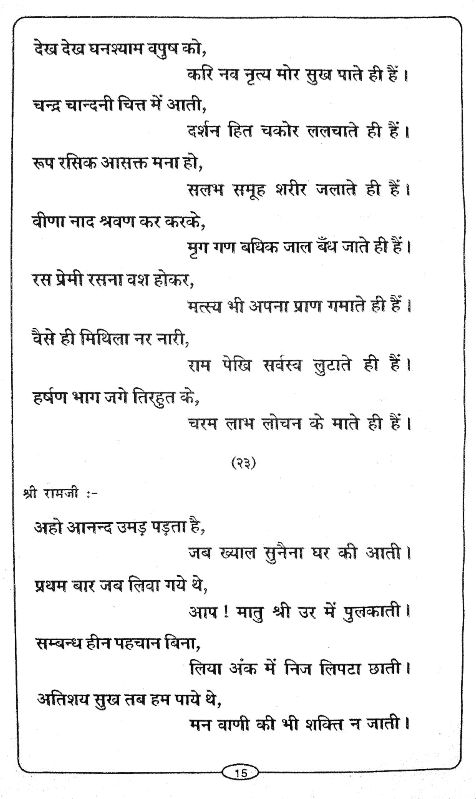 देख देख घनश्याम वपुष को,
करि नव नृत्य मोर सुख पाते ही हैं।
चन्द्र चान्दनी चित्त में आती,
दर्शन हित चकोर ललचाते ही हैं।
रूप रसिक आसक्त मना हो,
सलभ समूह शरीर जलाते ही हैं।
वीणा नाद श्रवण कर करके,
मृग गण बधिक जाल बँध जाते ही हैं।
रस प्रेमी रसना वश होकर,
मत्स्य भी अपना प्राण गमाते ही हैं।
वैसे ही मिथिला नर नारी,
राम पेखि सर्वस्व लुटाते ही हैं।
हर्षण भाग जगे तिरहुत के,
चरम लाभ लोचन के माते ही हैं।
(२३)
श्री रामजी :-
अहो आनन्द उमड़ पड़ता है,
जब ख्याल सुनैना घर की आती।
प्रथम बार जब लिवा गये थे,
आप ! मातु श्री उर में पुलकाती।
सम्बन्ध हीन पहचान बिना,
लिया अंक में निज लिपटा छाती।
अतिशय सुख तब हम पाये थे,
मन वाणी की भी शक्ति न जाती।
15